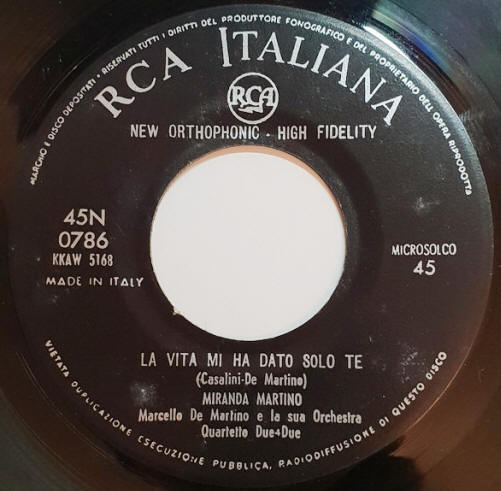 MARCHIO E DISCO DEPOSITATI - RISERVATI TUTTI I DIRITTI DEL PRODUTTORE FONOGRAFICO E DEL PROPRIETARIO DELL'OPERA RIPRODOTTA
RCA ITALIANA
RCA
NEW ORTHOPHONIC - HIGH FIDELITY
45N
0786
KKAW 5168
MADE IN ITALY
MICROSOLCO
45
LA VITA MI HA DATO SOLO TE
(Casalini-De Martino)
MIRANDA MARTINO
Marcello De Martino e la sua Orchestra
Quartetto Due+Due
VIETATA DUPLICAZIONE ESECUZIONE PUBBLICA, RADIODIFFUSIONE DI QUESTO DISCO